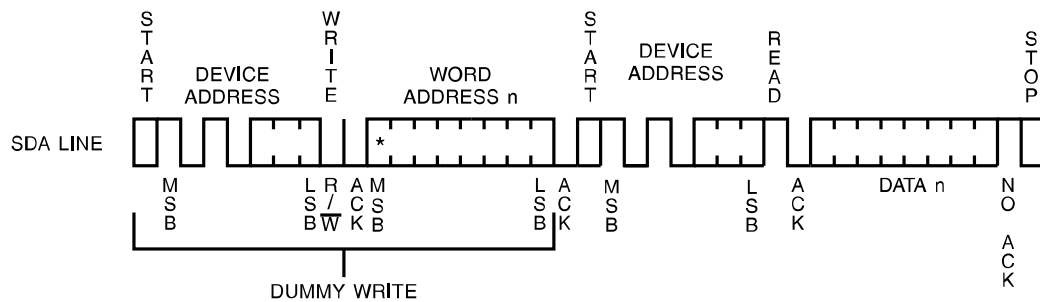 START
WRITE
START
READ
STOP
DEVICE
ADDRESS
WORD
ADDRESS n
DEVICE
ADDRESS
SDA LINE
*
MSB
LSB
R/W
ACK
MSB
LSB
ACK
MSB
LSB
ACK
DATA n
NO ACK
DUMMY WRITE